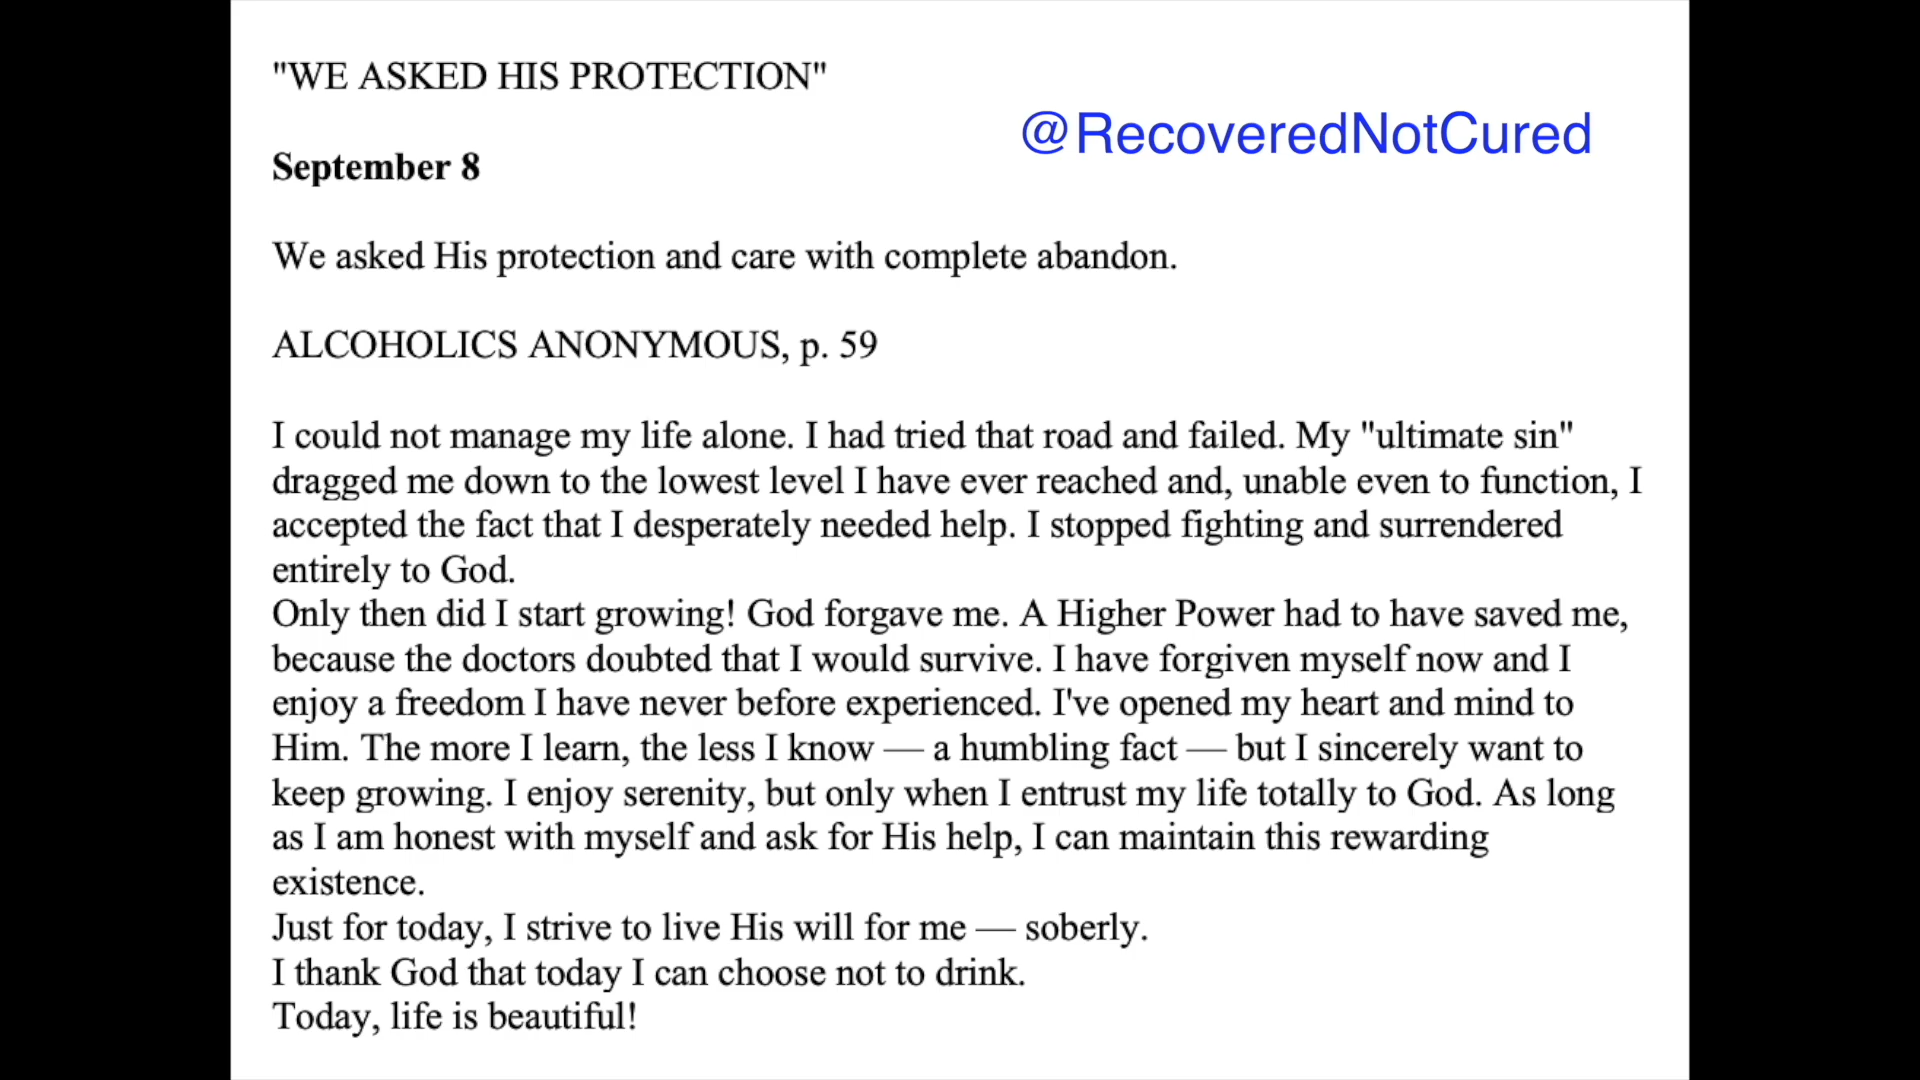 "WE ASKED HIS PROTECTION"
@RecoveredNotCured
September 8
We asked His protection and care with complete abandon.
ALCOHOLICS ANONYMOUS, p. 59
I could not manage my life alone. I had tried that road and failed. My "ultimate sin"
dragged me down to the lowest level I have ever reached and, unable even to function, I
accepted the fact that I desperately needed help. I stopped fighting and surrendered
entirely to God.
Only then did I start growing! God forgave me. A Higher Power had to have saved me,
because the doctors doubted that I would survive. I have forgiven myself now and I
enjoy a freedom I have never before experienced. I've opened my heart and mind to
Him. The more I learn, the less I know — a humbling fact — but I sincerely want to
keep growing. I enjoy serenity, but only when I entrust my life totally to God. As long
as I am honest with myself and ask for His help, I can maintain this rewarding
existence.
Just for today, I strive to live His will for me — soberly.
I thank God that today I can choose not to drink.
Today, life is beautiful!